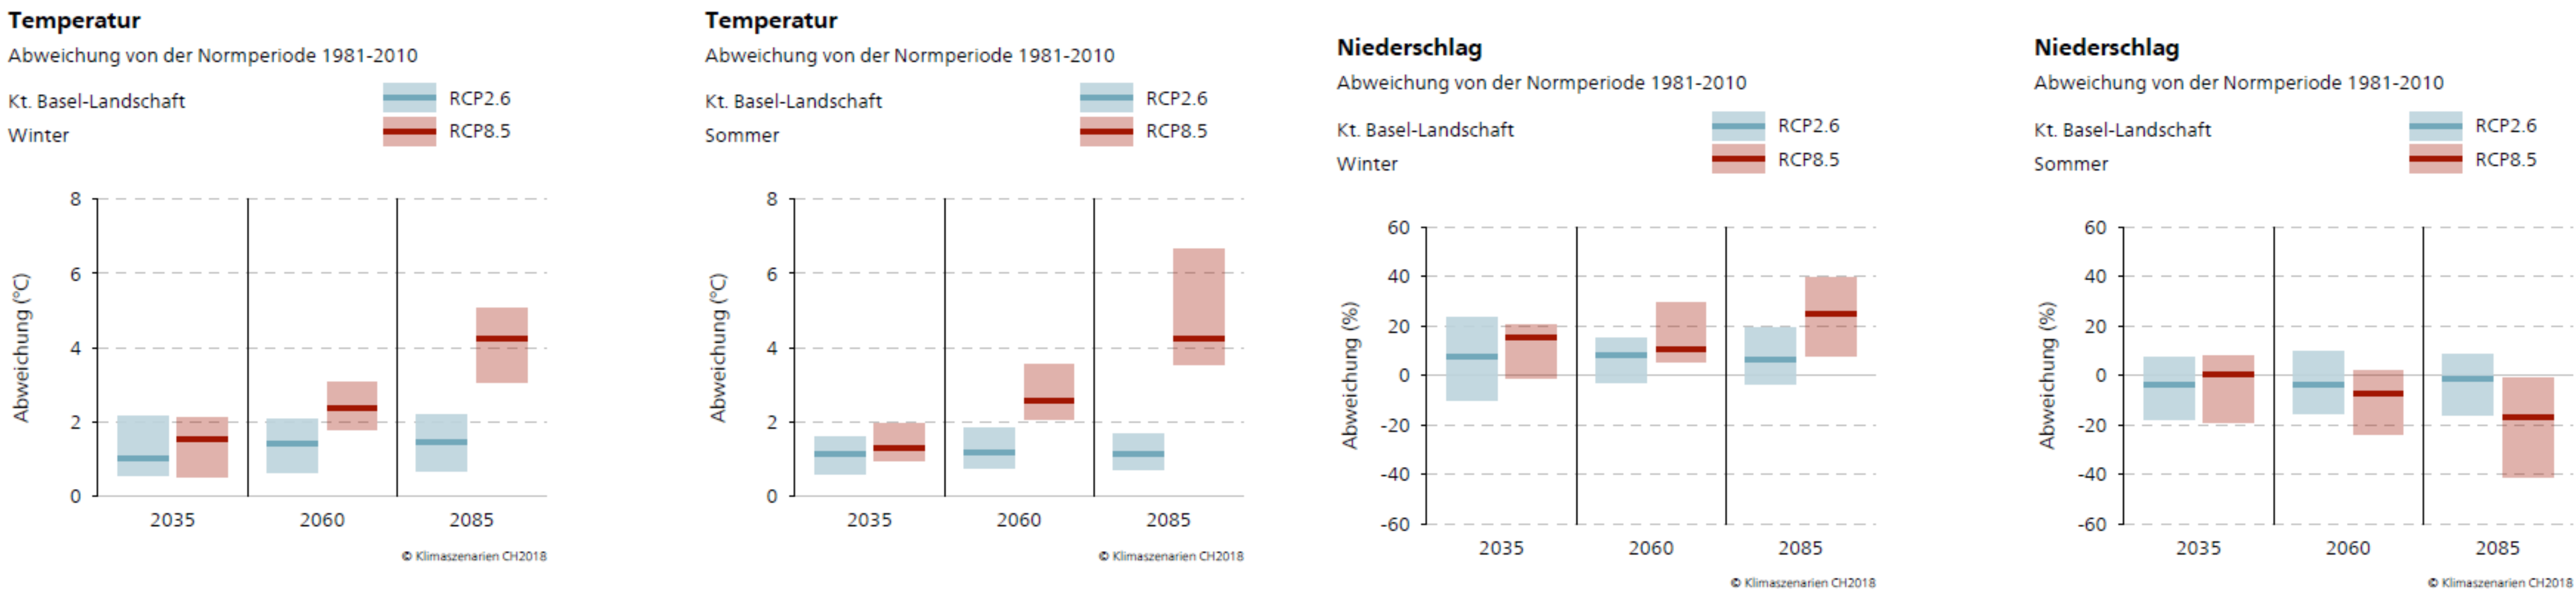 Temperatur
Abweichung von der Normperiode 1981-2010
Kt. Basel-Landschaft
Winter
RCP2.6
RCP8.5
Abweichung (°C)
8
6
4
2
0
2035 2060 2085
© Klimaszenarien CH2018
Temperatur
Abweichung von der Normperiode 1981-2010
Kt. Basel-Landschaft
Sommer
RCP2.6
RCP8.5
Abweichung (°C)
8
6
4
2
0
2035 2060 2085
© Klimaszenarien CH2018
Niederschlag
Abweichung von der Normperiode 1981-2010
Kt. Basel-Landschaft
Winter
RCP2.6
RCP8.5
Abweichung (%)
60
40
20
0
-20
-40
-60
2035 2060 2085
© Klimaszenarien CH2018
Niederschlag
Abweichung von der Normperiode 1981-2010
Kt. Basel-Landschaft
Sommer
RCP2.6
RCP8.5
Abweichung (%)
60
40
20
0
-20
-40
-60
2035 2060 2085
© Klimaszenarien CH2018